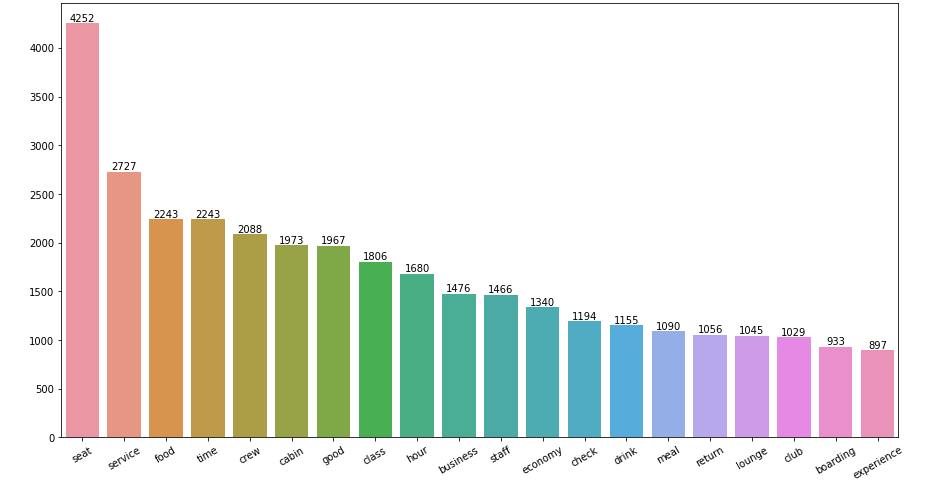 4252
2727
2243
2243
2088
1973
1967
1806
1680
1476
1466
1340
1194
1155
1090
1056
1045
1029
933
897
4000
3500
3000
2500
2000
1500
1000
500
0
seat
service
food
time
crew
cabin
good
class
hour
business
staff
economy
check
drink
meal
return
lounge
club
boarding
experience